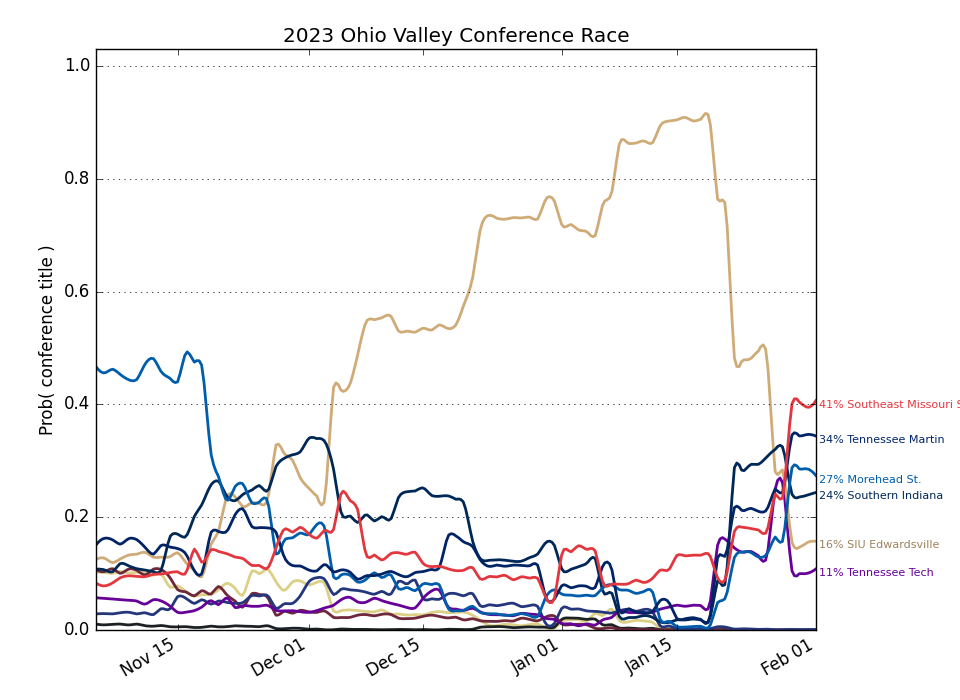 2023 Ohio Valley Conference Race
Prob( conference title )
1.0
0.8
0.6
0.4
0.2
0.0
Nov 15
Dec 01
Dec 15
Jan 01
Jan 15
Feb 01
41% Southeast Missouri S
34% Tennessee Martin
27% Morehead St.
24% Southern Indiana
16% SIU Edwardsville
11% Tennessee Tech